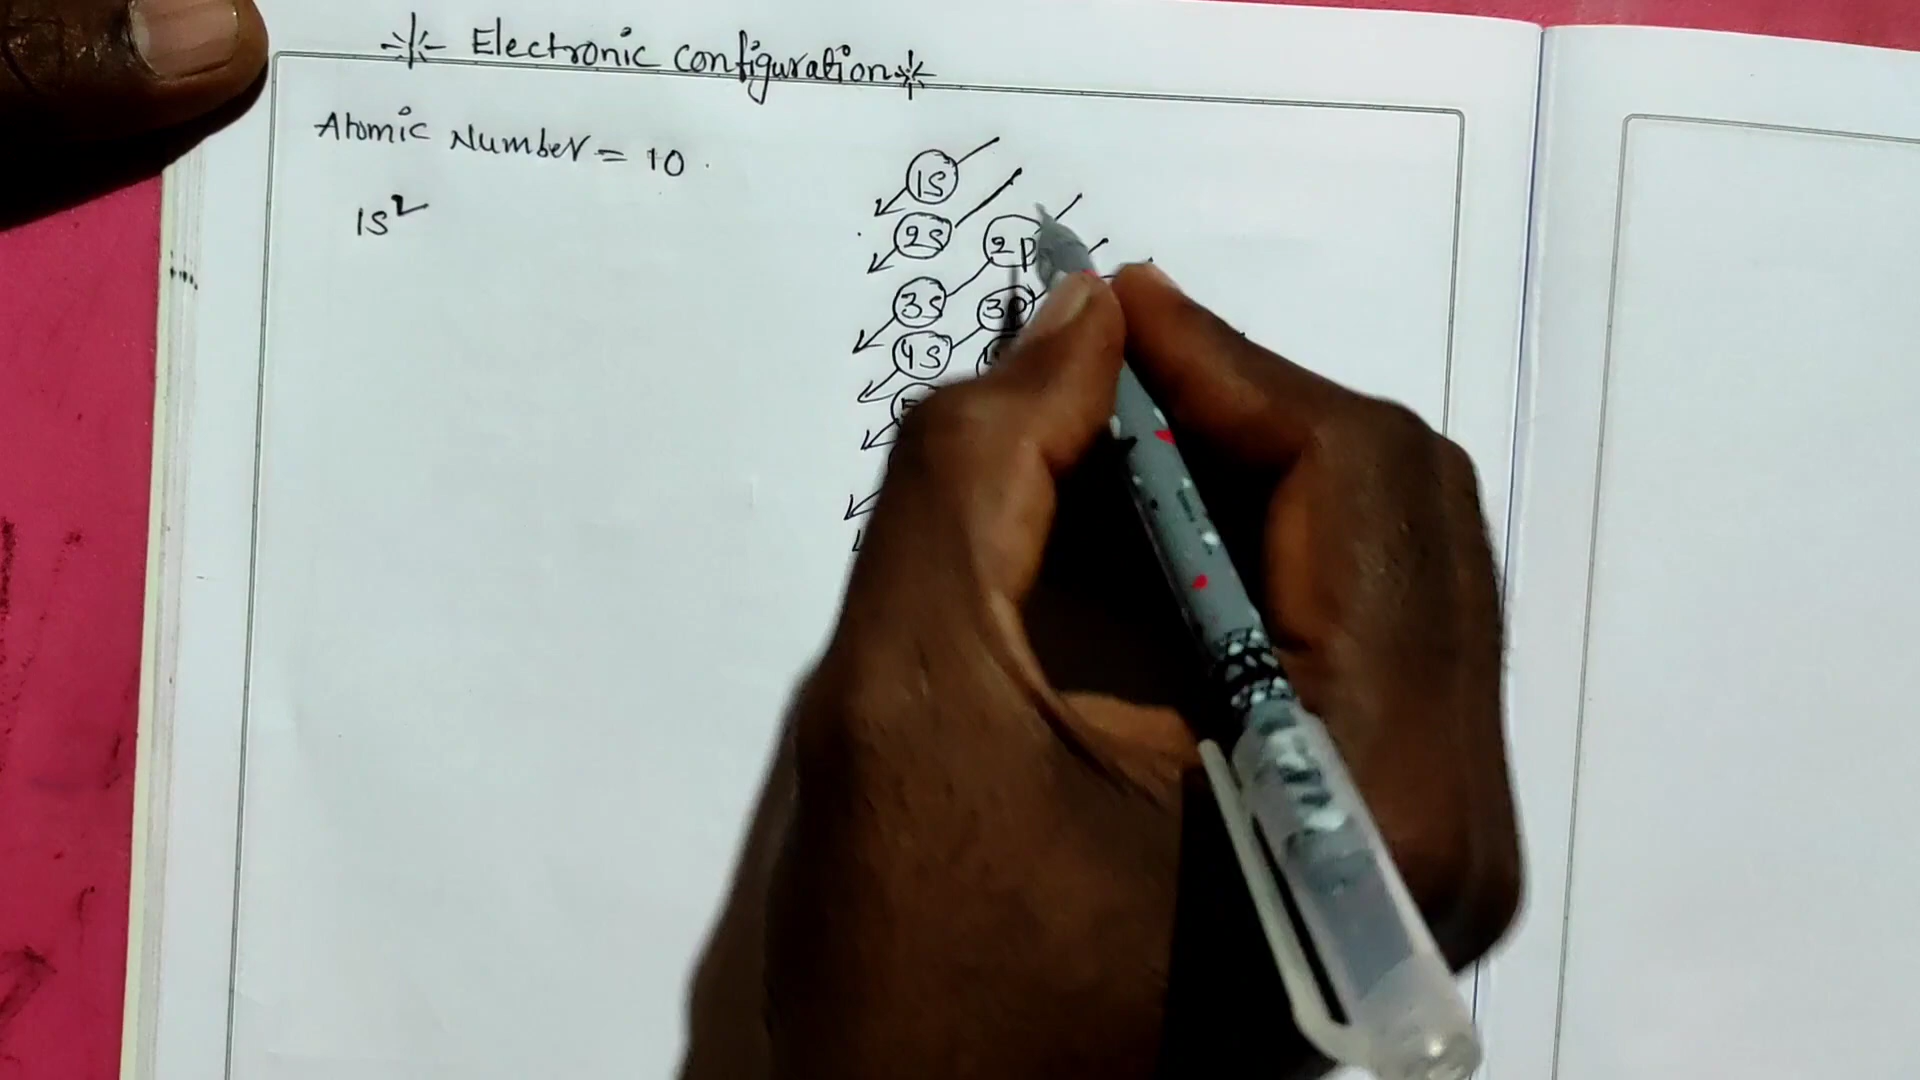 Electronic configuration
Atomic Number = 10
1s²
1s
2s 2p
3s 3p
4s